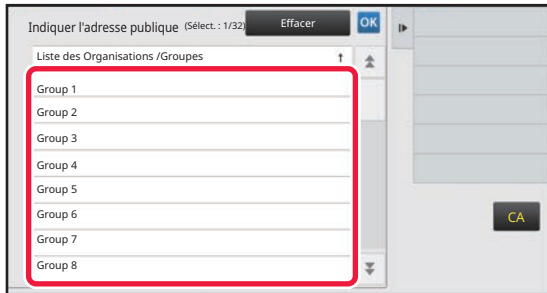 Indiquer l'adresse publique (Sélect. : 1/32) Effacer OK
Liste des Organisations /Groupes ↑
Group 1
Group 2
Group 3
Group 4
Group 5
Group 6
Group 7
Group 8
CA